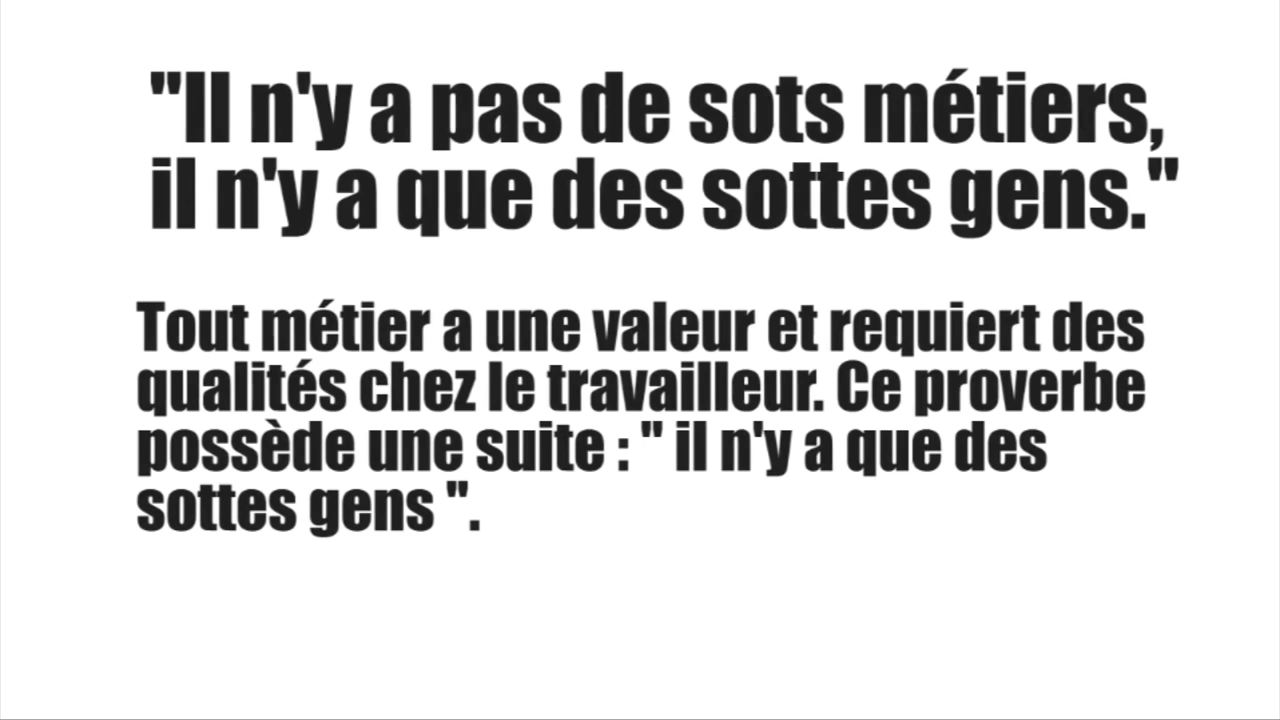 "Il n'y a pas de sots métiers,
il n'y a que des sottes gens."
Tout métier a une valeur et requiert des
qualités chez le travailleur. Ce proverbe
possède une suite : " il n'y a que des
sottes gens ".